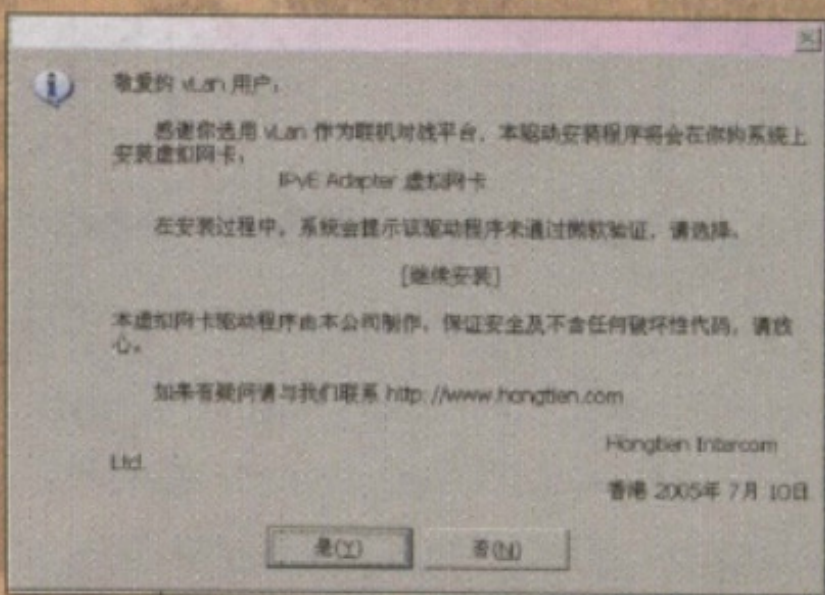 敬爱的 vLan 用户：
感谢你选用 vLan 作为联机对战平台，本驱动安装程序将会在你的系统上
安装虚拟网卡：
IPvE Adapter 虚拟网卡
在安装过程中，系统会提示该驱动程序未通过微软验证，请选择：
[继续安装]
本虚拟网卡驱动程序由本公司制作，保证安全及不含任何破坏性代码，请放
心。
如果有疑问请与我们联系 http://www.hongtien.com
Hongtien Intercom
Ltd.
香港 2005年 7月 10日
是(Y)
否(N)